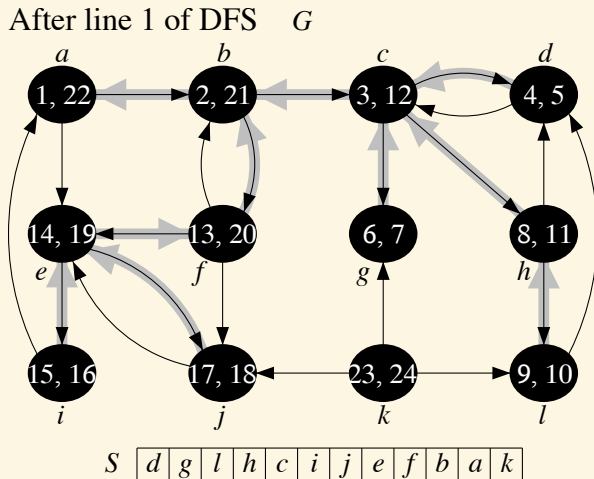 After line 1 of DFS G
a b c d
1, 22 2, 21 3, 12 4, 5
14, 19 13, 20 6, 7 8, 11
e f g h
15, 16 17, 18 23, 24 9, 10
i j k l
S d g l h c i j e f b a k